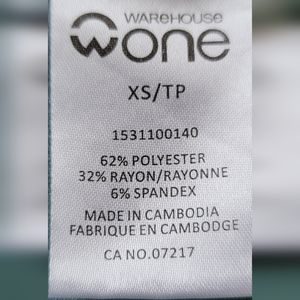 WAREHOUSE
one
XS/TP
1531100140
62% POLYESTER
32% RAYON/RAYONNE
6% SPANDEX
MADE IN CAMBODIA
FABRIQUE EN CAMBODGE
CA NO.07217